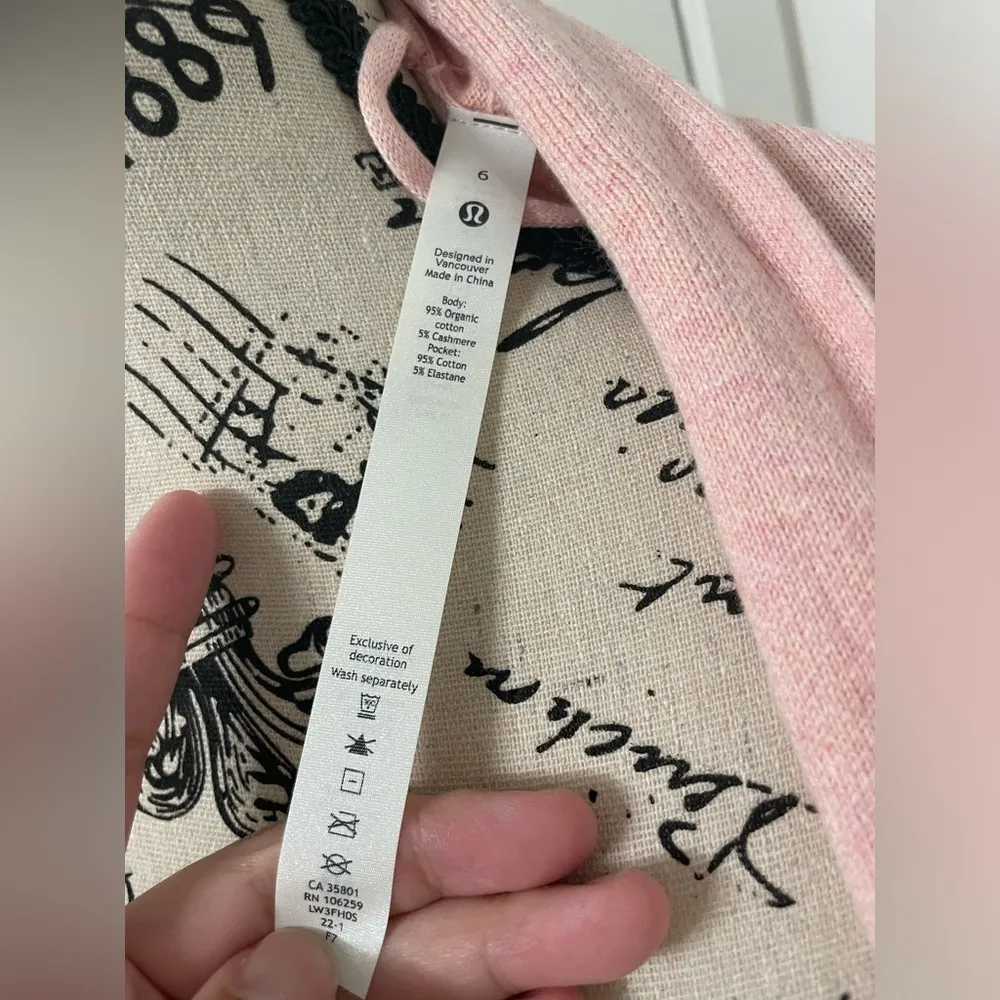 6
Designed in
Vancouver
Made in China
Body:
95% Organic
cotton
5% Cashmere
Pocket:
95% Cotton
5% Elastane
Exclusive of
decoration
Wash separately
30C
CA 35801
RN 106259
LW3FH0S
22-1
F7